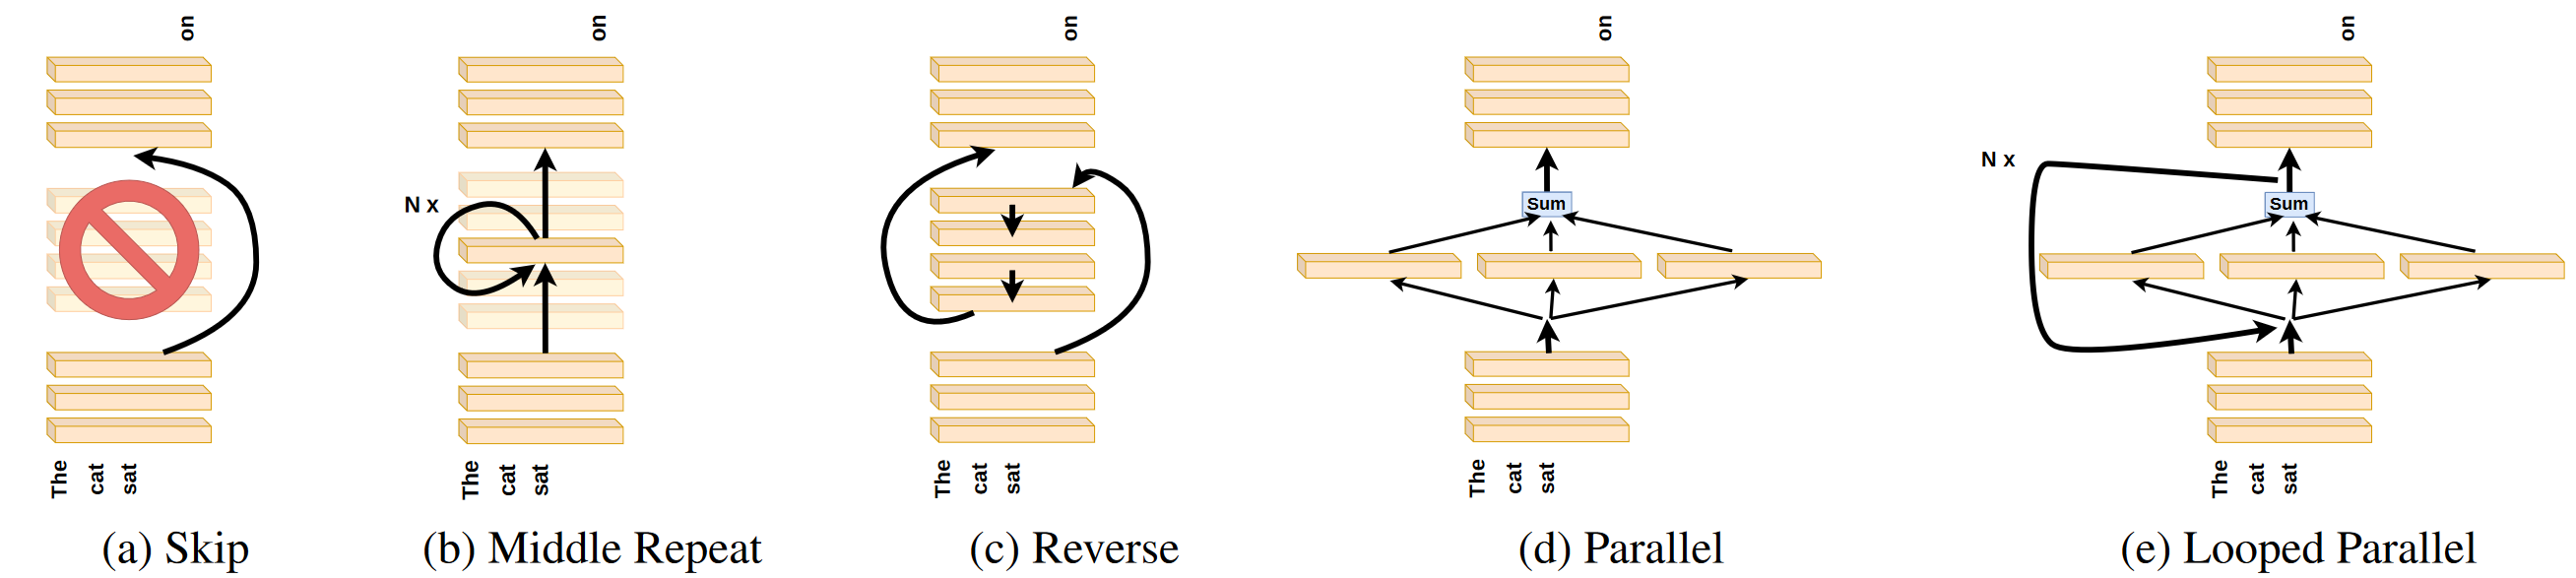 on
The
cat
sat
(a) Skip
on
N x
The
cat
sat
(b) Middle Repeat
on
The
cat
sat
(c) Reverse
on
Sum
The
cat
sat
(d) Parallel
on
N x
Sum
The
cat
sat
(e) Looped Parallel